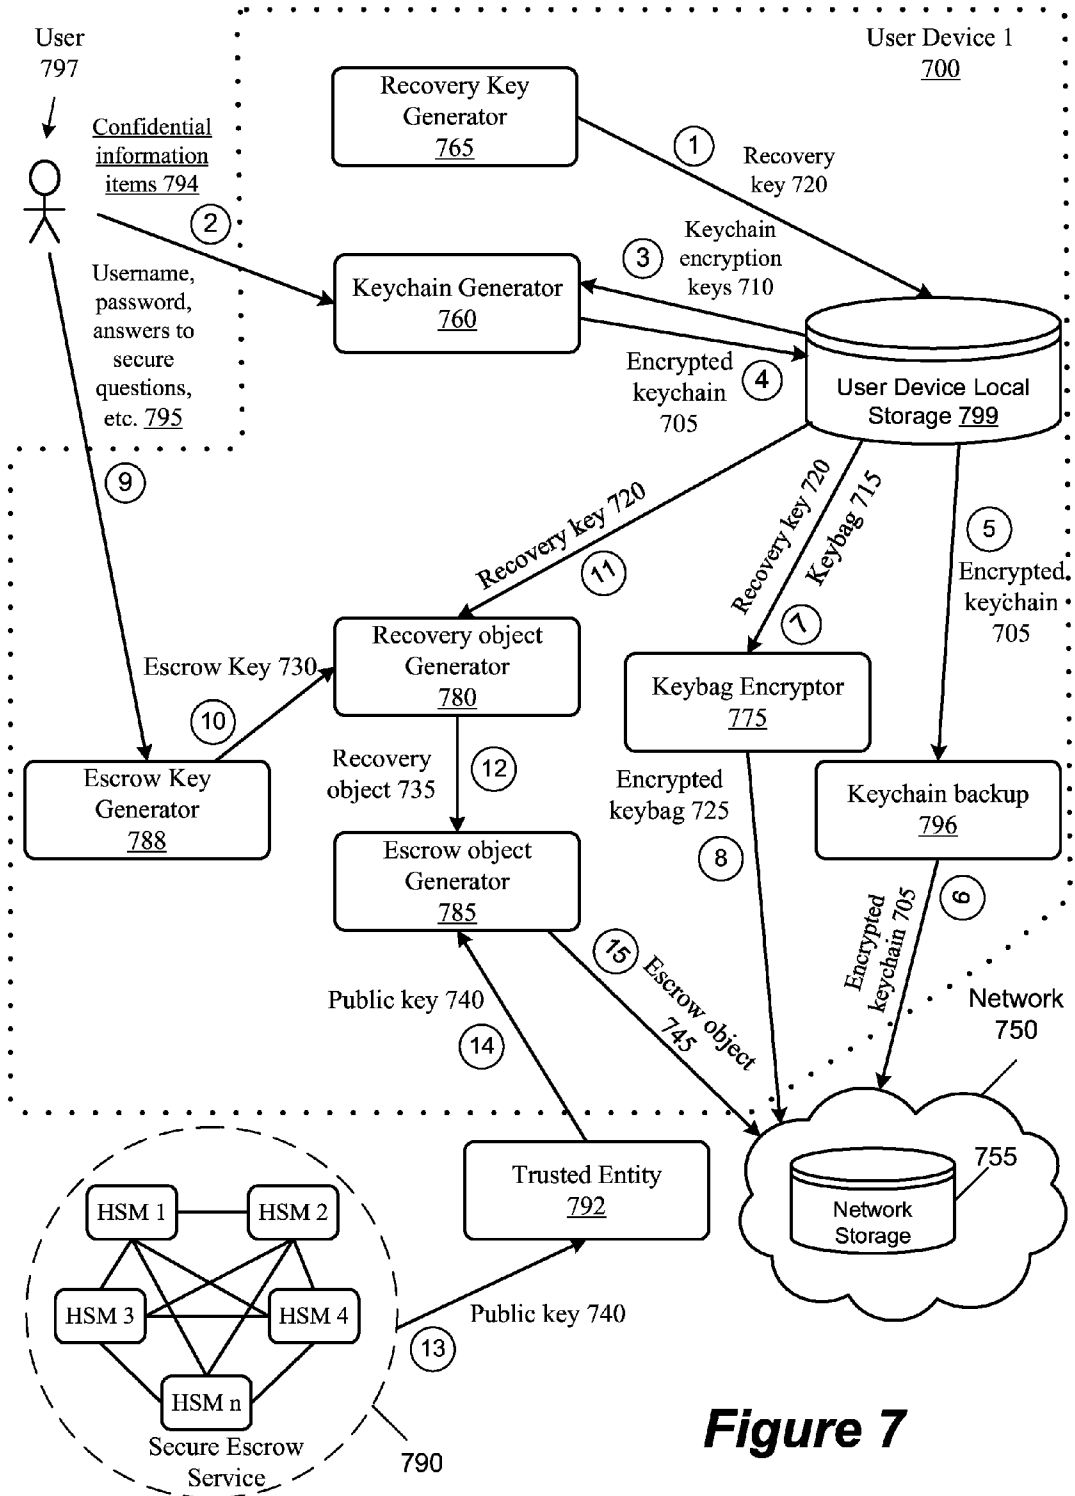 User
797
User Device 1
700
Recovery Key
Generator
765
Confidential
information
items 794
1
Recovery
key 720
2
Keychain
encryption
keys 710
3
Keychain Generator
760
Username,
password,
answers to
secure
questions,
etc. 795
Encrypted
keychain
705
4
User Device Local
Storage 799
9
Recovery key 720
11
Recovery key 720
Keybag 715
7
5
Encrypted
keychain
705
Recovery object
Generator
780
Escrow Key 730
10
Keybag Encryptor
775
Recovery
object 735
12
Escrow Key
Generator
788
Encrypted
keybag 725
8
Keychain backup
796
Escrow object
Generator
785
6
Encrypted
keychain 705
15
Escrow object
745
Public key 740
14
Network
750
Trusted Entity
792
755
Network
Storage
HSM 1
HSM 2
HSM 3
HSM 4
HSM n
Public key 740
13
Secure Escrow
Service
790
Figure 7